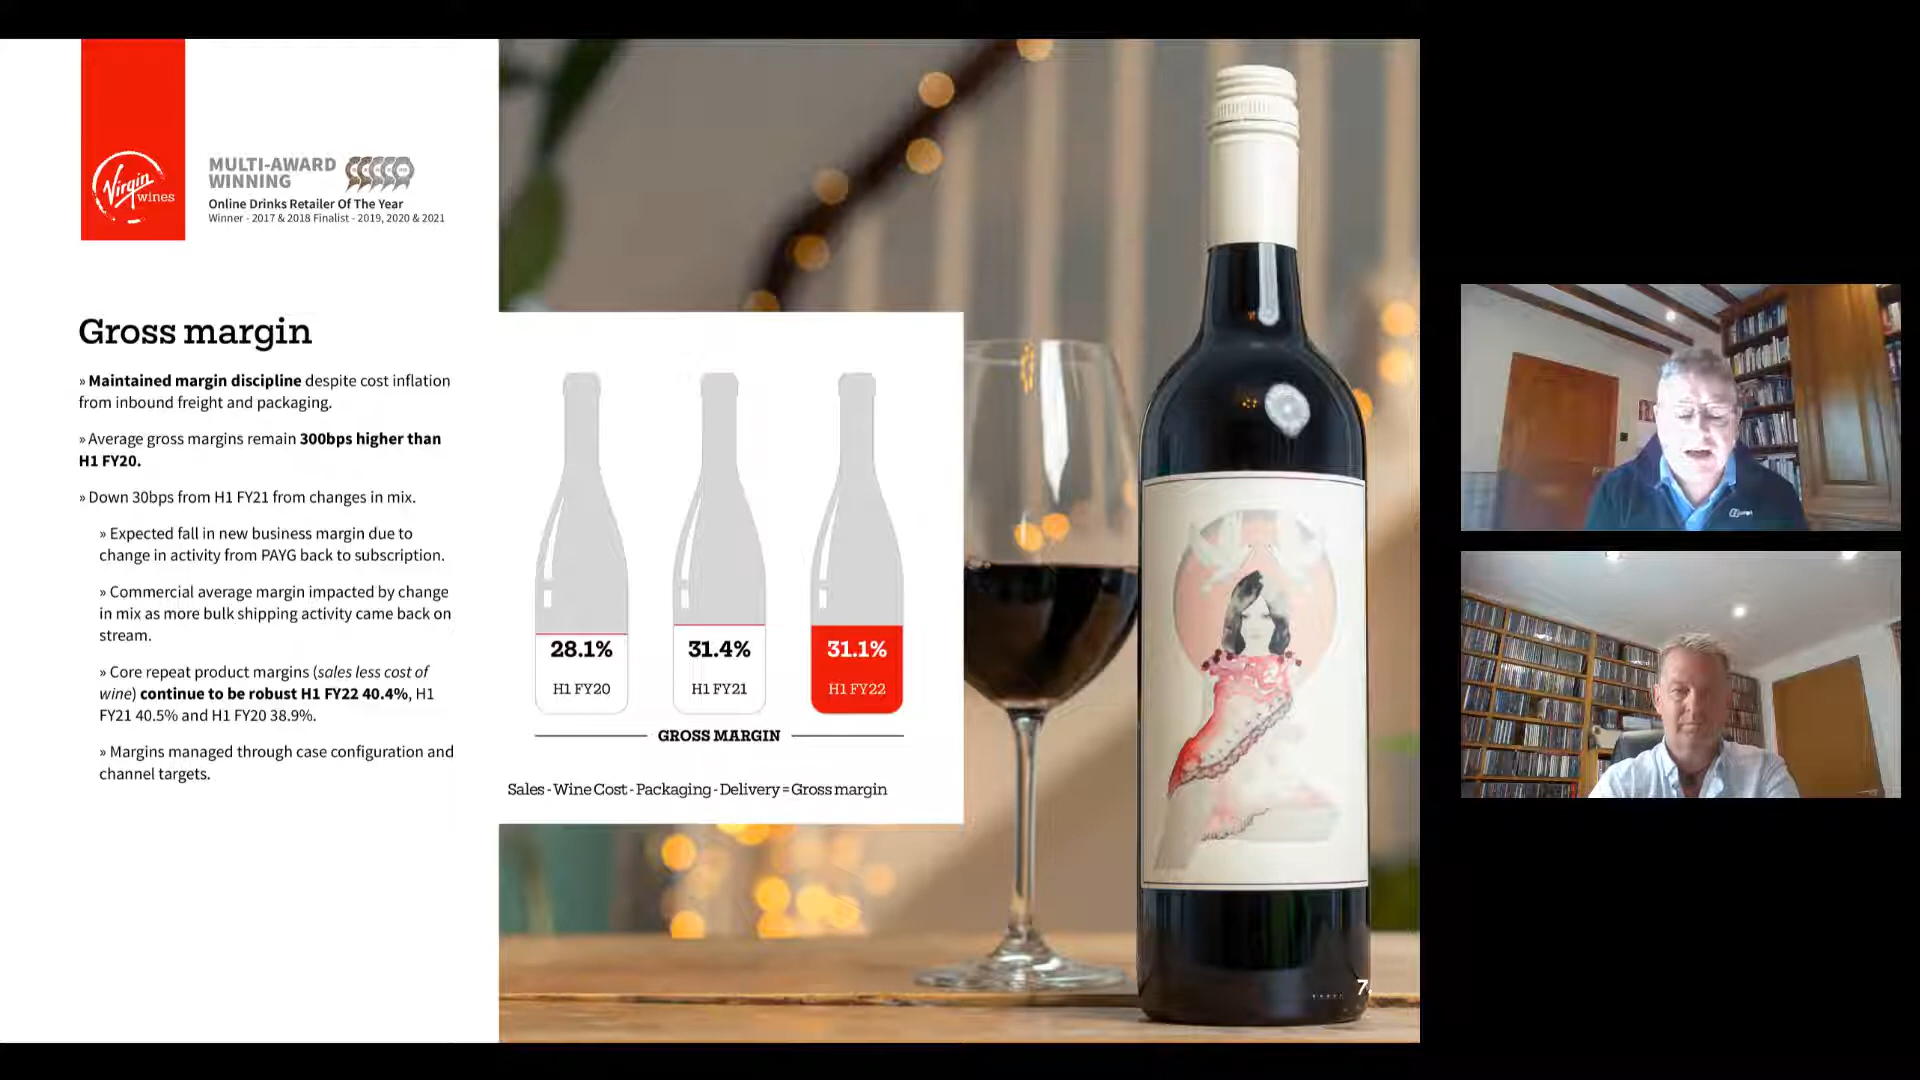 Virgin
wines
MULTI-AWARD
WINNING
Online Drinks Retailer Of The Year
Winner - 2017 & 2018 Finalist - 2019, 2020 & 2021
Gross margin
» Maintained margin discipline despite cost inflation
from inbound freight and packaging.
» Average gross margins remain 300bps higher than
H1 FY20.
» Down 30bps from H1 FY21 from changes in mix.
» Expected fall in new business margin due to
change in activity from PAYG back to subscription.
» Commercial average margin impacted by change
in mix as more bulk shipping activity came back on
stream.
» Core repeat product margins (sales less cost of
wine) continue to be robust H1 FY22 40.4%, H1
FY21 40.5% and H1 FY20 38.9%.
» Margins managed through case configuration and
channel targets.
28.1% 31.4% 31.1%
H1 FY20 H1 FY21 H1 FY22
GROSS MARGIN
Sales - Wine Cost - Packaging - Delivery = Gross margin
7.